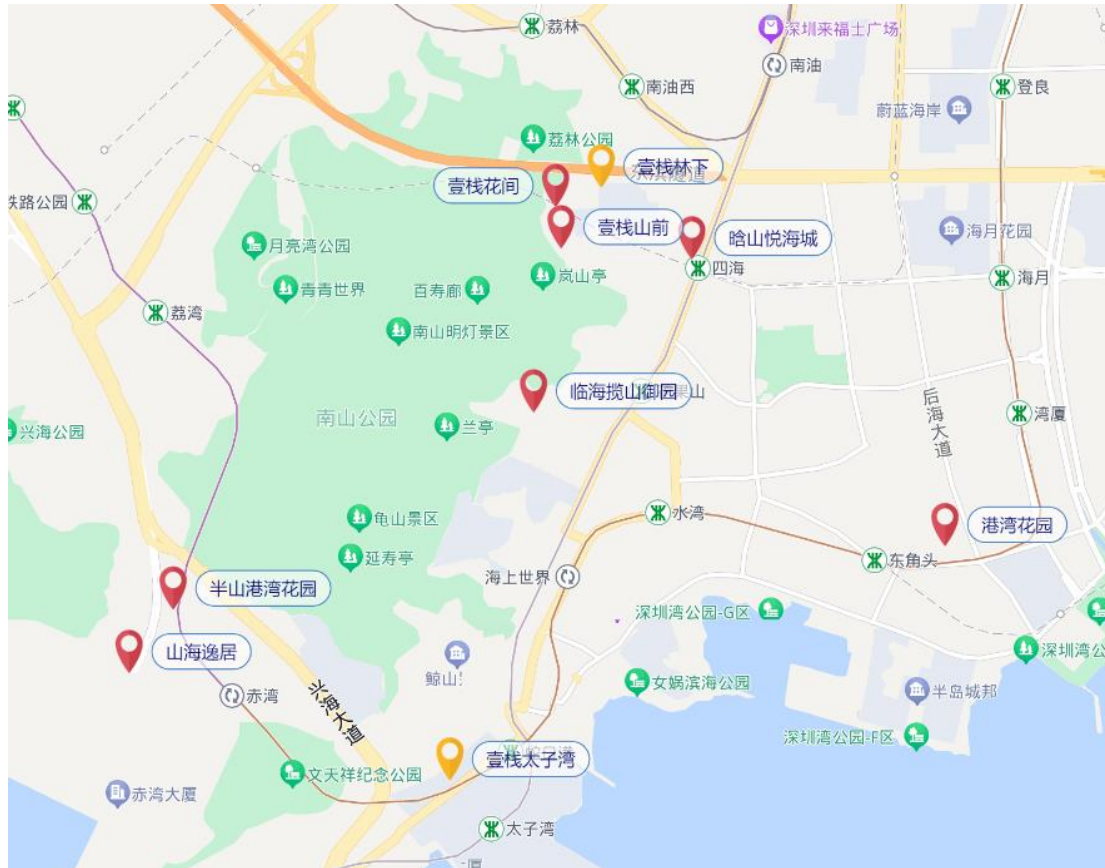 荔林
深圳来福士广场
南油
南油西
登良
蔚蓝海岸
荔林公园
壹栈林下
壹栈花间
铁路公园
壹栈山前
晗山悦海城
海月花园
月亮湾公园
四海
岚山亭
海月
青青世界
百寿廊
荔湾
南山明灯景区
临海揽山御园
果山
后海大道
湾厦
南山公园
兰亭
兴海公园
龟山景区
水湾
港湾花园
延寿亭
东角头
海上世界
半山港湾花园
深圳湾公园-G区
山海逸居
深圳湾公
鲸山
女娲滨海公园
半岛城邦
赤湾
兴海大道
深圳湾公园-F区
壹栈太子湾
文天祥纪念公园
赤湾大厦
太子湾
厦